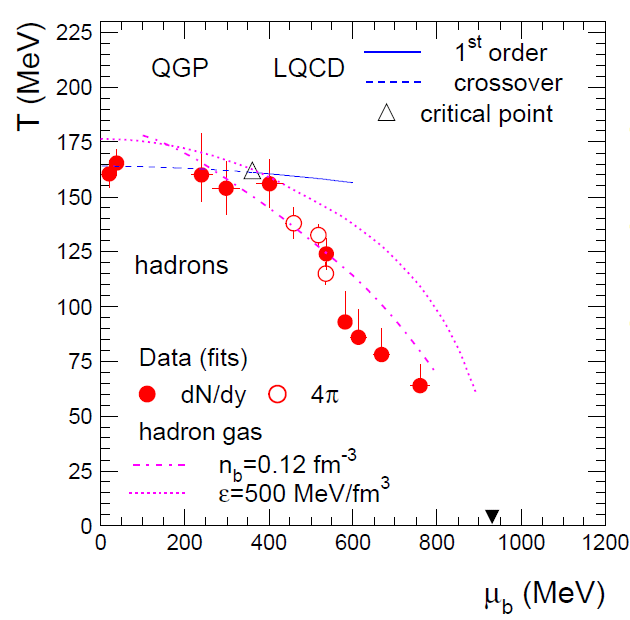 T (MeV)
225
200
175
150
125
100
75
50
25
0
QGP
LQCD
1st order
crossover
critical point
hadrons
Data (fits)
dN/dy
4π
hadron gas
n_b=0.12 fm^-3
ε=500 MeV/fm^3
0 200 400 600 800 1000 1200
μ_b (MeV)